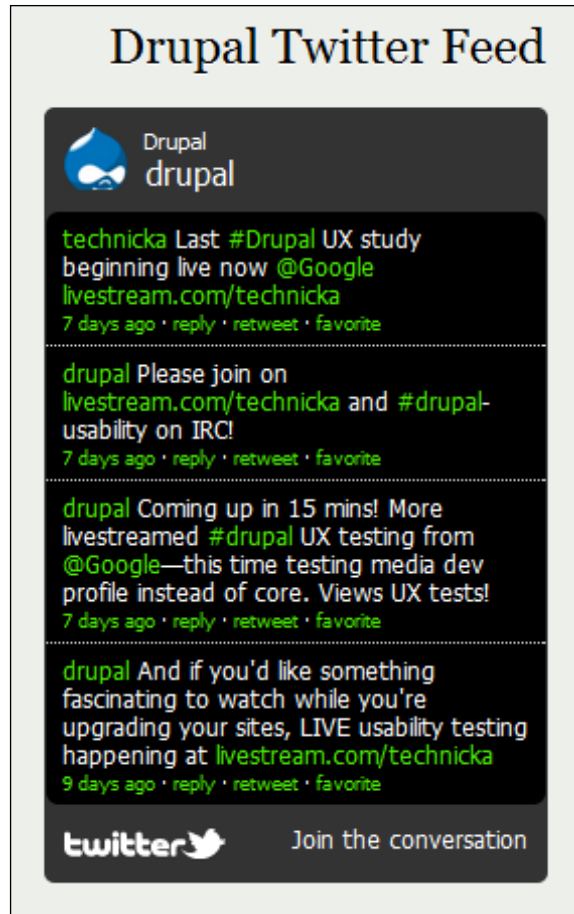 Drupal Twitter Feed
Drupal
drupal
technicka Last #Drupal UX study
beginning live now @Google
livestream.com/technicka
7 days ago · reply · retweet · favorite
drupal Please join on
livestream.com/technicka and #drupal-
usability on IRC!
7 days ago · reply · retweet · favorite
drupal Coming up in 15 mins! More
livestreamed #drupal UX testing from
@Google—this time testing media dev
profile instead of core. Views UX tests!
7 days ago · reply · retweet · favorite
drupal And if you'd like something
fascinating to watch while you're
upgrading your sites, LIVE usability testing
happening at livestream.com/technicka
9 days ago · reply · retweet · favorite
twitter Join the conversation